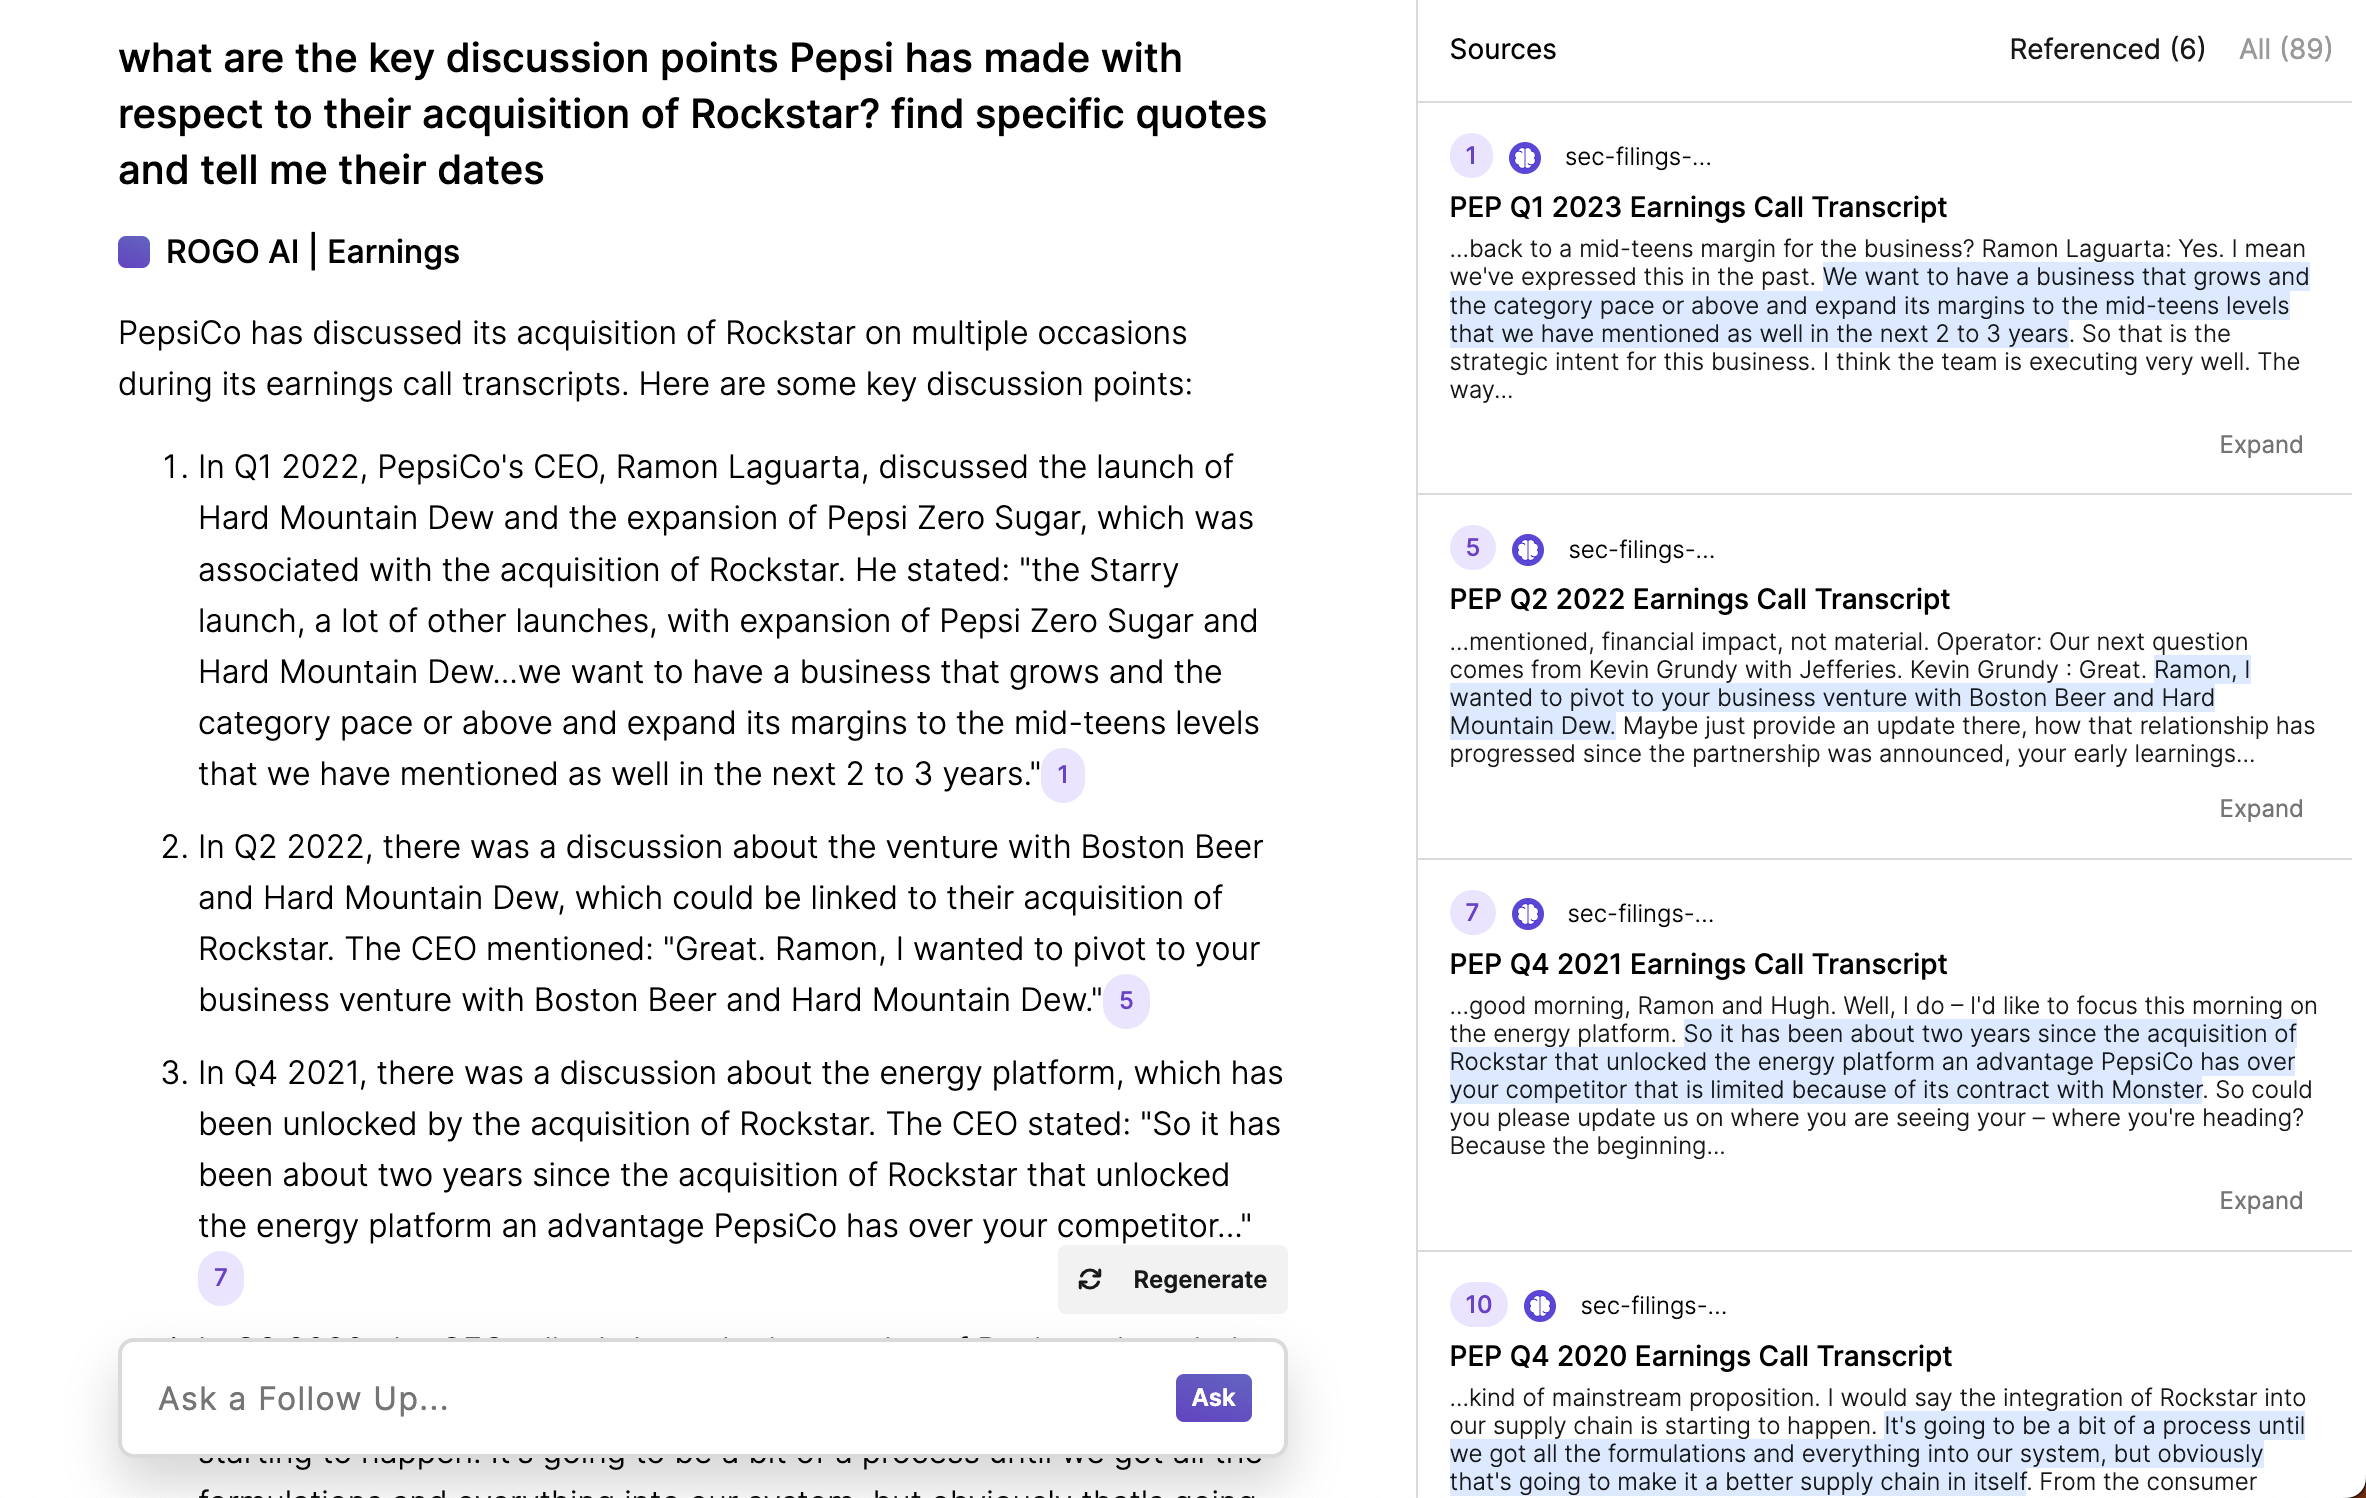 what are the key discussion points Pepsi has made with
respect to their acquisition of Rockstar? find specific quotes
and tell me their dates
ROGO AI | Earnings
PepsiCo has discussed its acquisition of Rockstar on multiple occasions
during its earnings call transcripts. Here are some key discussion points:
1. In Q1 2022, PepsiCo's CEO, Ramon Laguarta, discussed the launch of
Hard Mountain Dew and the expansion of Pepsi Zero Sugar, which was
associated with the acquisition of Rockstar. He stated: "the Starry
launch, a lot of other launches, with expansion of Pepsi Zero Sugar and
Hard Mountain Dew...we want to have a business that grows and the
category pace or above and expand its margins to the mid-teens levels
that we have mentioned as well in the next 2 to 3 years." 1
2. In Q2 2022, there was a discussion about the venture with Boston Beer
and Hard Mountain Dew, which could be linked to their acquisition of
Rockstar. The CEO mentioned: "Great. Ramon, I wanted to pivot to your
business venture with Boston Beer and Hard Mountain Dew." 5
3. In Q4 2021, there was a discussion about the energy platform, which has
been unlocked by the acquisition of Rockstar. The CEO stated: "So it has
been about two years since the acquisition of Rockstar that unlocked
the energy platform an advantage PepsiCo has over your competitor..."
7
Regenerate
Ask a Follow Up...
Ask
starting to happen. It's going to be a bit of a process until we got all the
formulations and everything into our system, but obviously that's going
Sources
Referenced (6)
All (89)
1 sec-filings-...
PEP Q1 2023 Earnings Call Transcript
...back to a mid-teens margin for the business? Ramon Laguarta: Yes. I mean
we've expressed this in the past. We want to have a business that grows and
the category pace or above and expand its margins to the mid-teens levels
that we have mentioned as well in the next 2 to 3 years. So that is the
strategic intent for this business. I think the team is executing very well. The
way...
Expand
5 sec-filings-...
PEP Q2 2022 Earnings Call Transcript
...mentioned, financial impact, not material. Operator: Our next question
comes from Kevin Grundy with Jefferies. Kevin Grundy : Great. Ramon, I
wanted to pivot to your business venture with Boston Beer and Hard
Mountain Dew. Maybe just provide an update there, how that relationship has
progressed since the partnership was announced, your early learnings...
Expand
7 sec-filings-...
PEP Q4 2021 Earnings Call Transcript
...good morning, Ramon and Hugh. Well, I do – I'd like to focus this morning on
the energy platform. So it has been about two years since the acquisition of
Rockstar that unlocked the energy platform an advantage PepsiCo has over
your competitor that is limited because of its contract with Monster. So could
you please update us on where you are seeing your – where you're heading?
Because the beginning...
Expand
10 sec-filings-...
PEP Q4 2020 Earnings Call Transcript
...kind of mainstream proposition. I would say the integration of Rockstar into
our supply chain is starting to happen. It's going to be a bit of a process until
we got all the formulations and everything into our system, but obviously
that's going to make it a better supply chain in itself. From the consumer